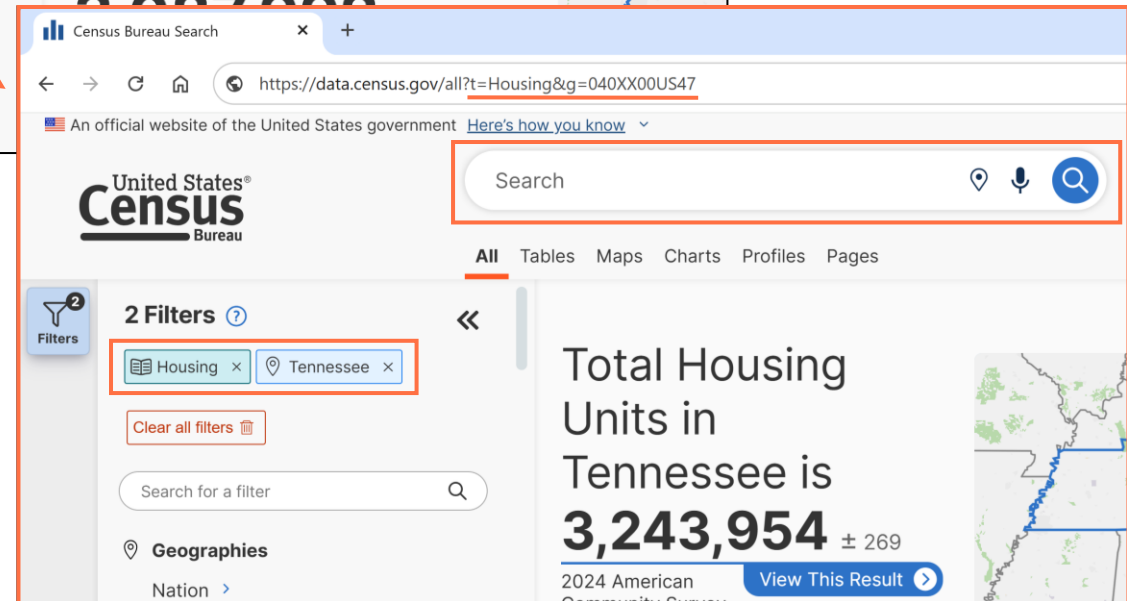 Census Bureau Search
https://data.census.gov/all?t=Housing&g=040XX00US47
An official website of the United States government Here's how you know
United States®
Census
Bureau
Search
All Tables Maps Charts Profiles Pages
2
Filters
2 Filters ?
Housing × Tennessee ×
Clear all filters
Search for a filter
Geographies
Nation >
Total Housing
Units in
Tennessee is
3,243,954 ± 269
2024 American
Community Survey
View This Result